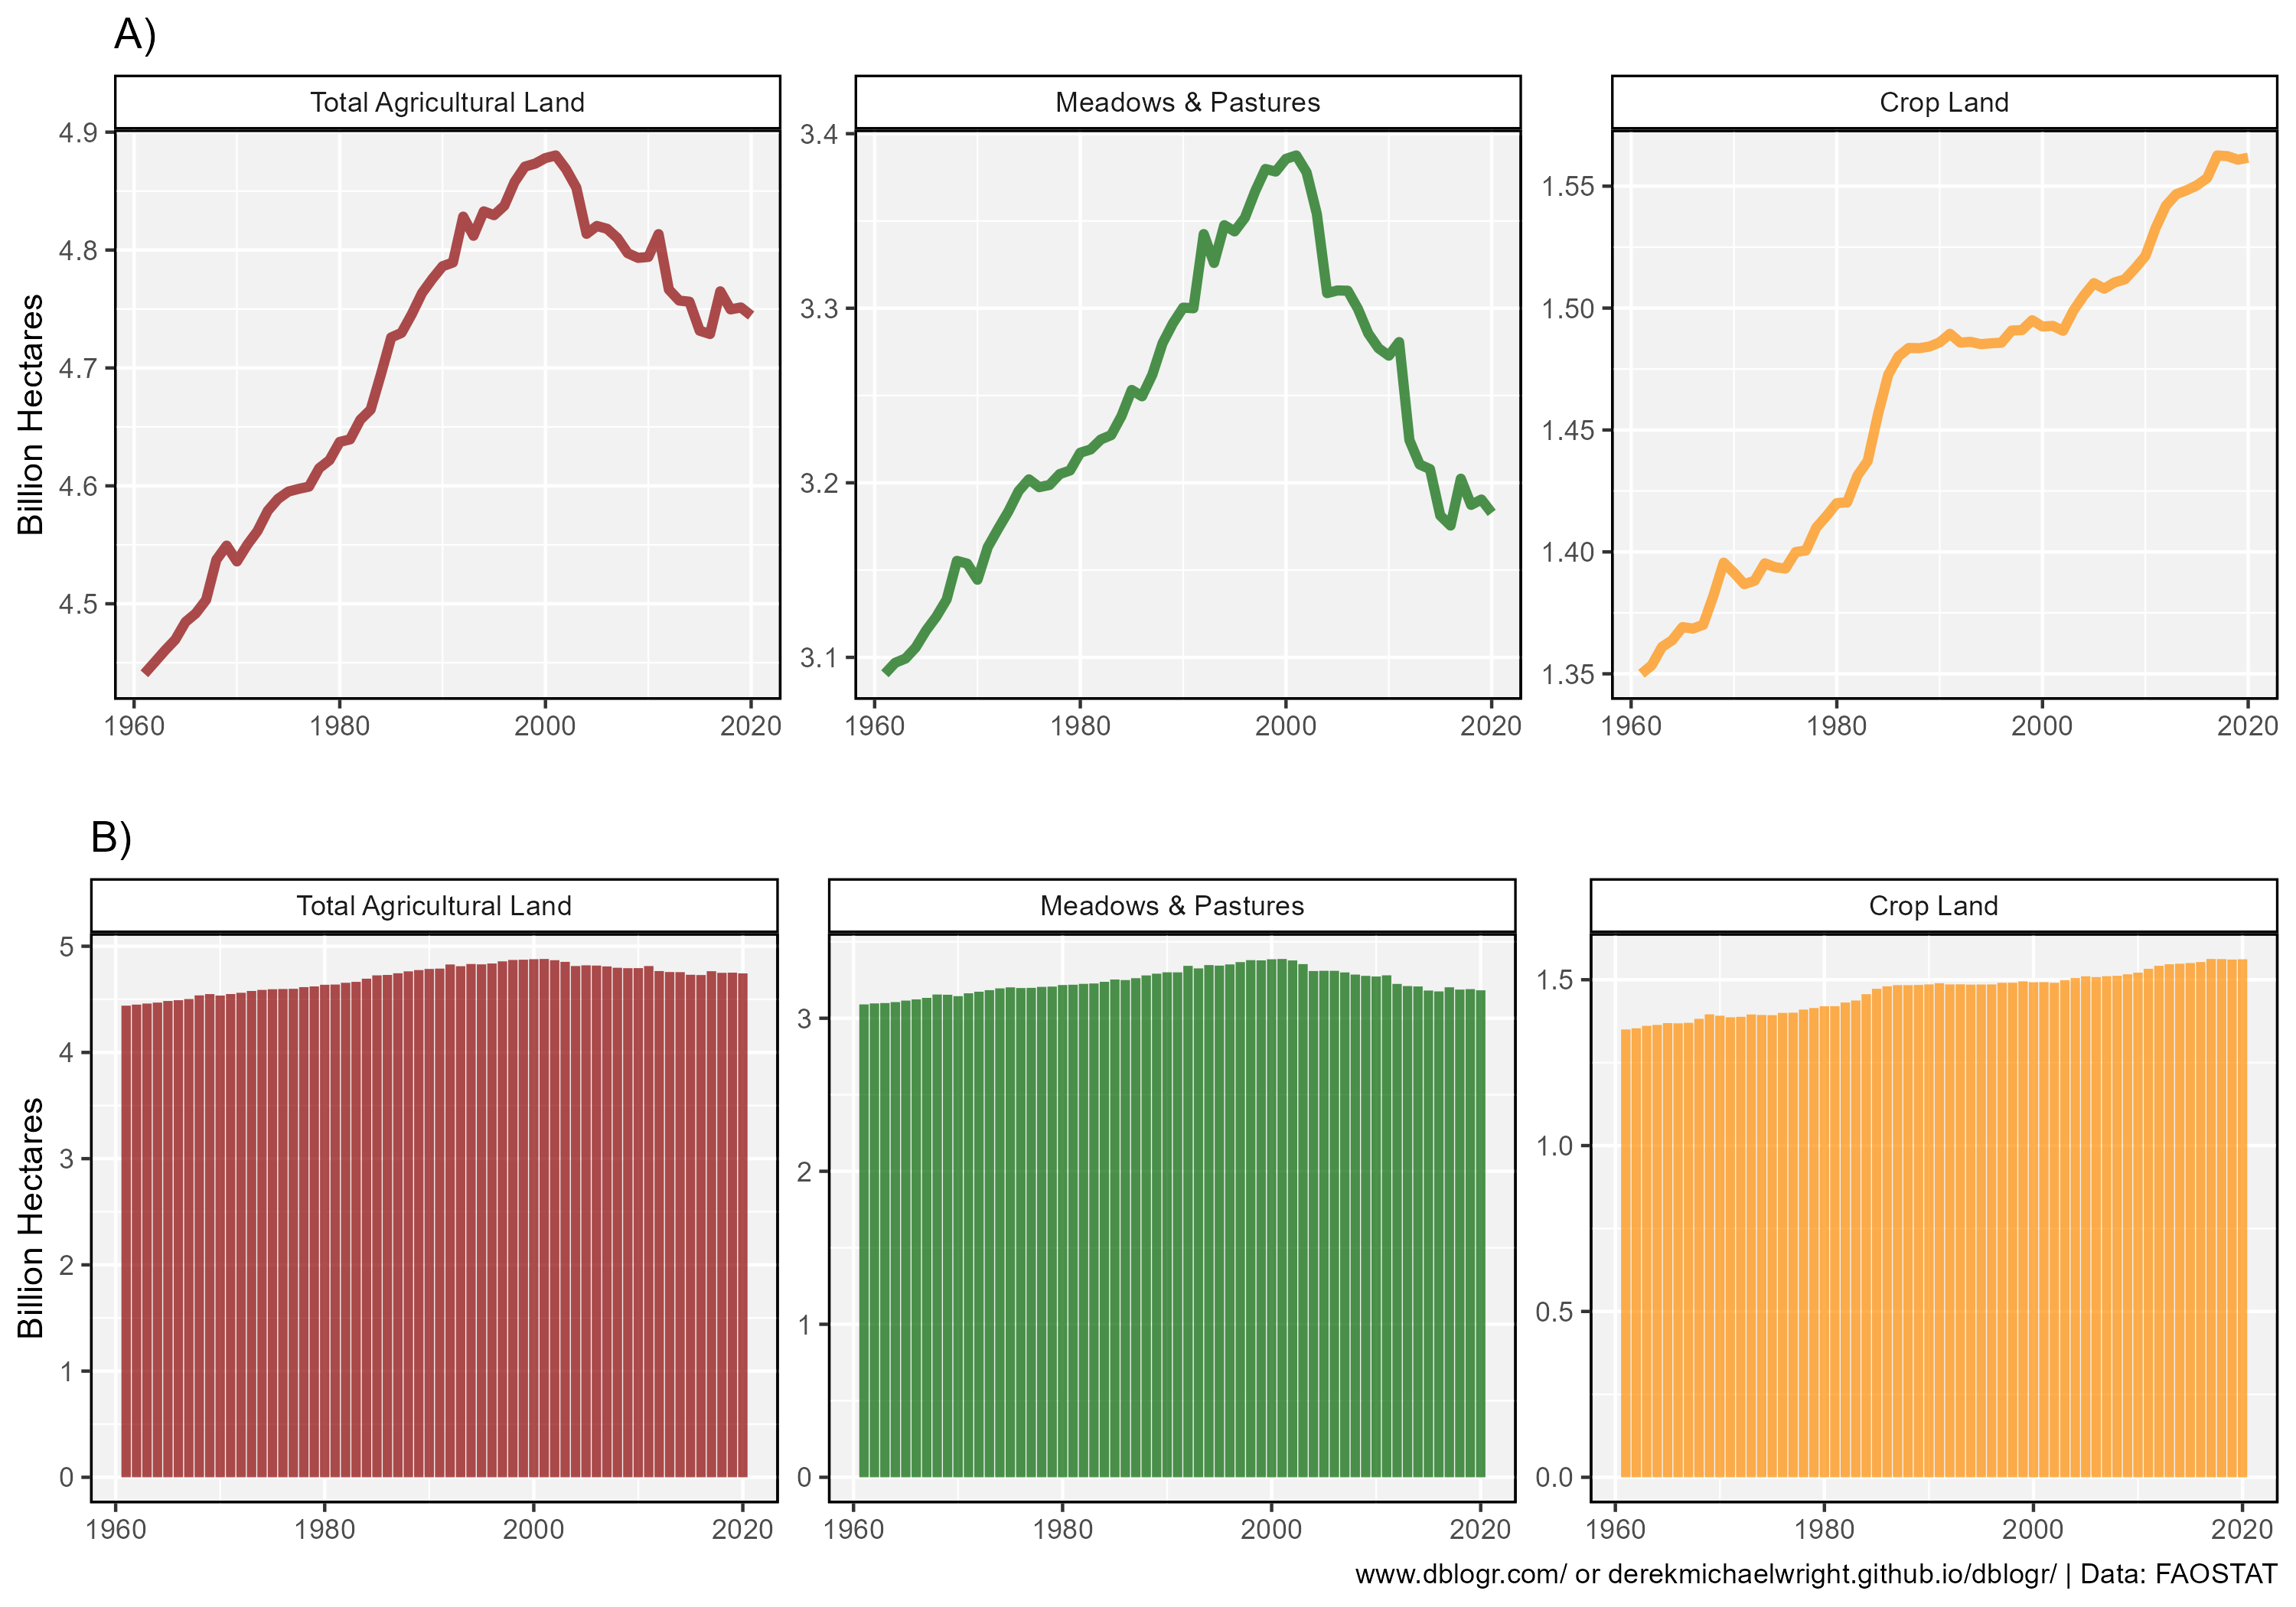 A)
Total Agricultural Land
Meadows & Pastures
Crop Land
Billion Hectares
4.9
4.8
4.7
4.6
4.5
1960 1980 2000 2020
3.4
3.3
3.2
3.1
1960 1980 2000 2020
1.55
1.50
1.45
1.40
1.35
1960 1980 2000 2020
B)
Total Agricultural Land
Meadows & Pastures
Crop Land
Billion Hectares
5
4
3
2
1
0
1960 1980 2000 2020
3
2
1
0
1960 1980 2000 2020
1.5
1.0
0.5
0.0
1960 1980 2000 2020
www.dblogr.com/ or derekmichaelwright.github.io/dblogr/ | Data: FAOSTAT